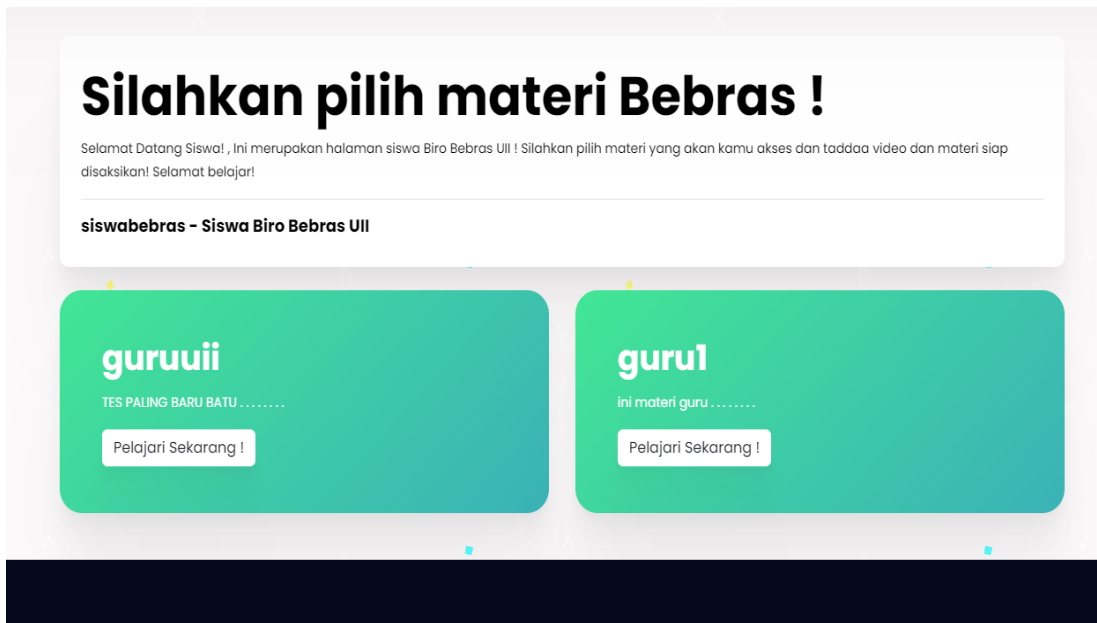 Silahkan pilih materi Bebras !
Selamat Datang Siswa! , Ini merupakan halaman siswa Biro Bebras UII ! Silahkan pilih materi yang akan kamu akses dan taddaa video dan materi siap
disaksikan! Selamat belajar!
siswabebras - Siswa Biro Bebras UII
guruuii
TES PALING BARU BATU . . . . . . . .
Pelajari Sekarang !
guru1
ini materi guru . . . . . . . .
Pelajari Sekarang !